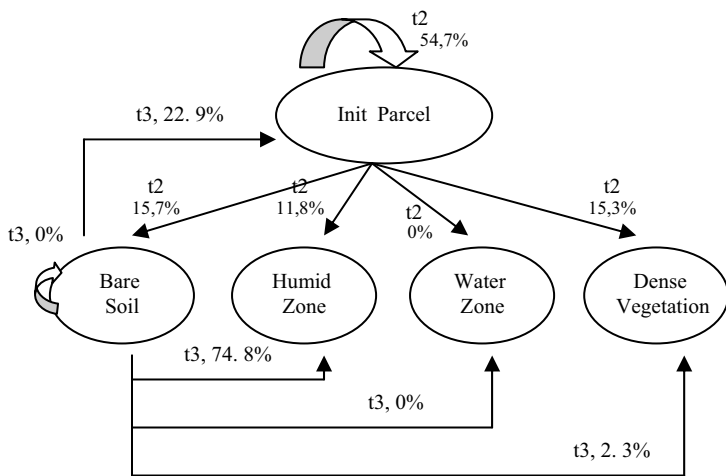 t2
54,7%
Init Parcel
t3, 22. 9%
t2
15,7%
t2
11,8%
t2
0%
t2
15,3%
t3, 0%
Bare
Soil
Humid
Zone
Water
Zone
Dense
Vegetation
t3, 74. 8%
t3, 0%
t3, 2. 3%